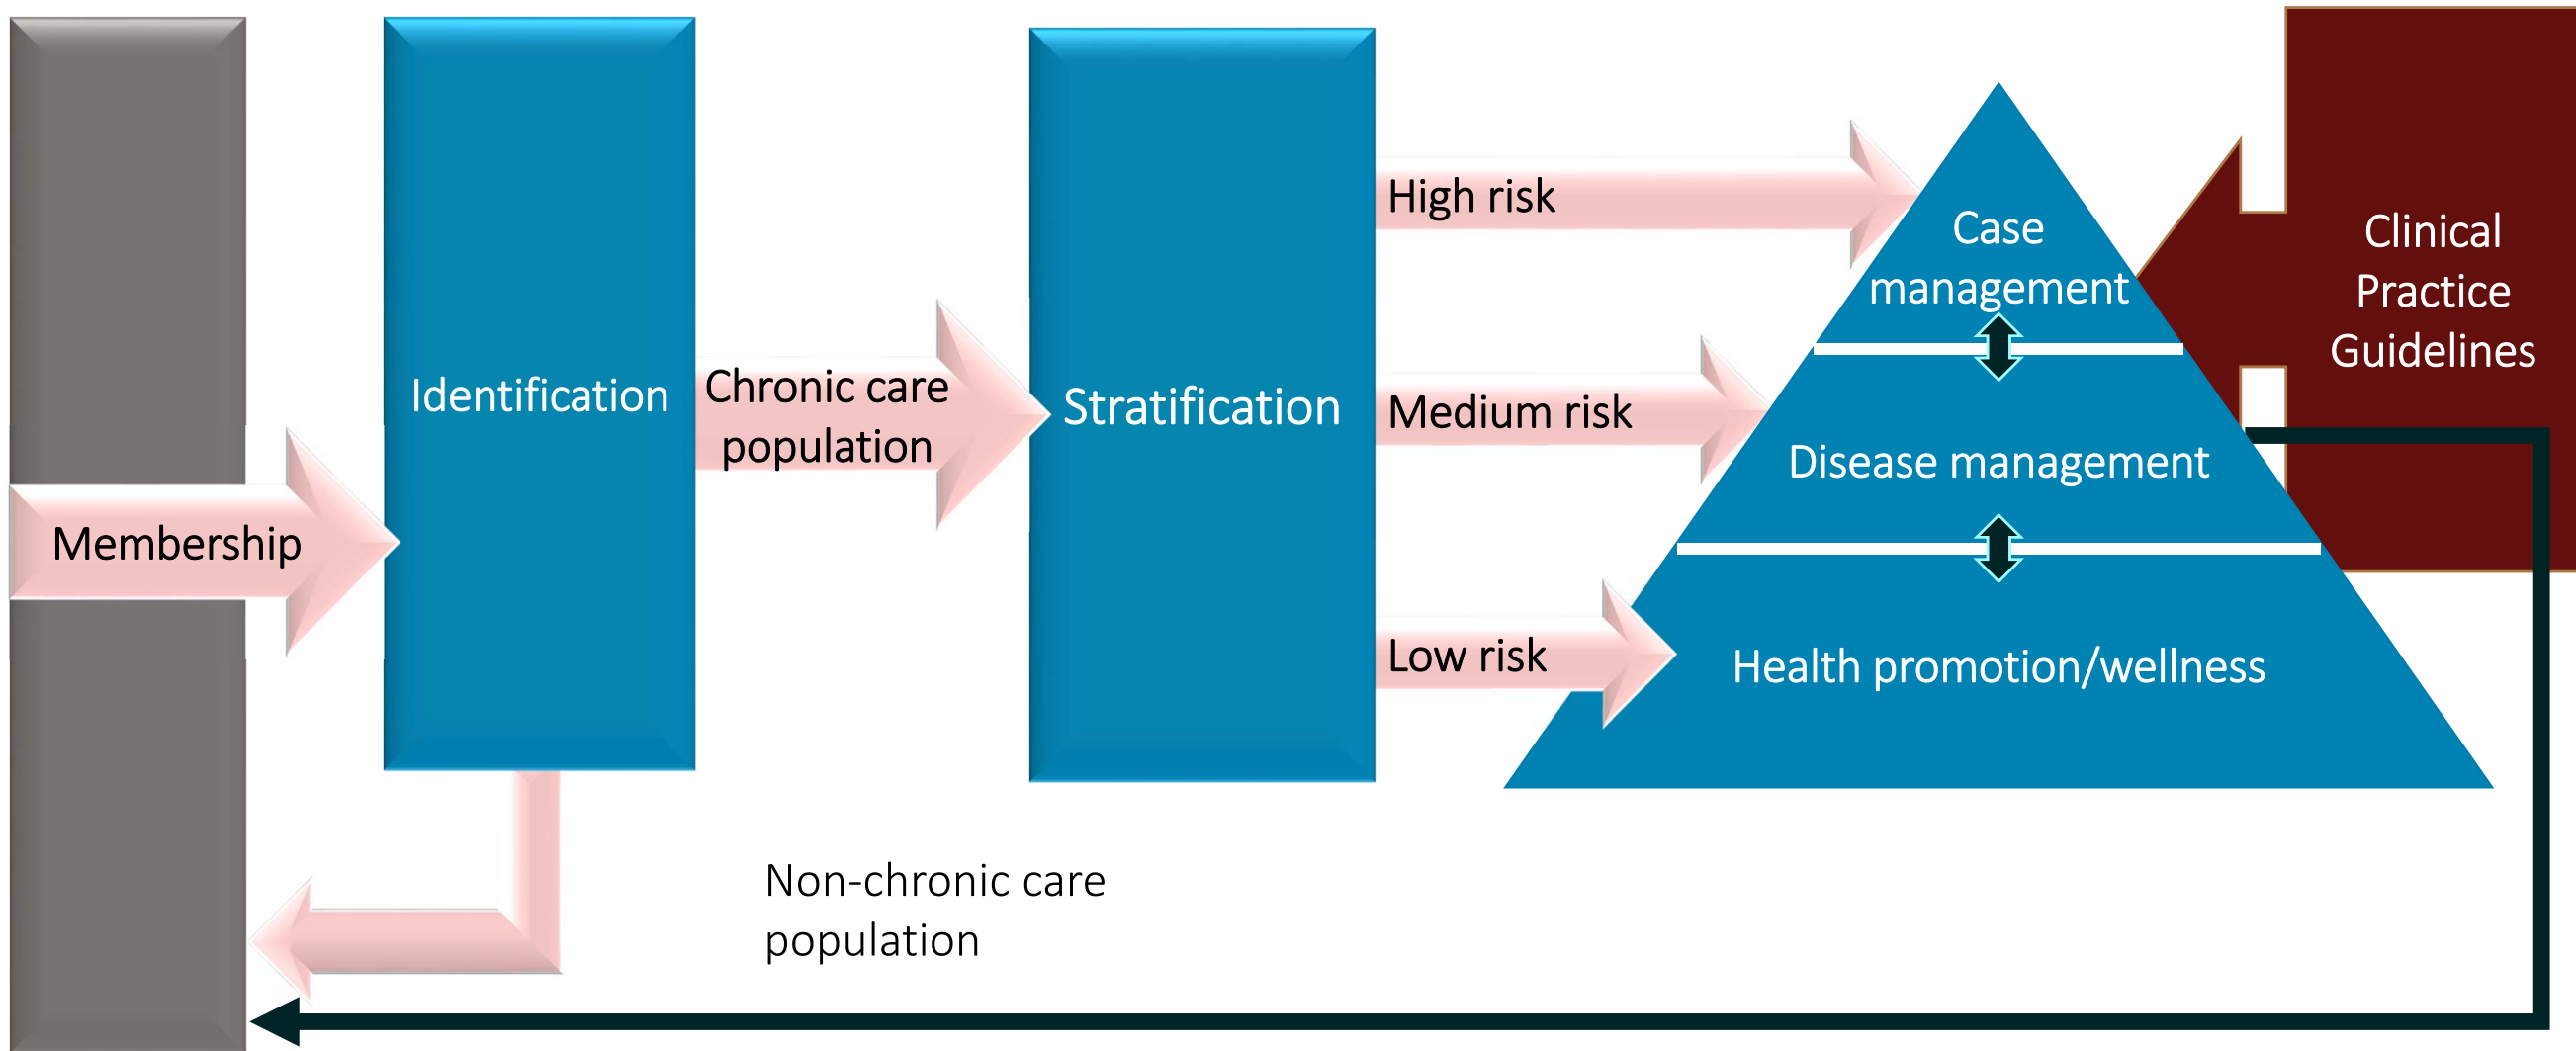 Membership
Identification
Chronic care
population
Stratification
High risk
Medium risk
Low risk
Case
management
Disease management
Health promotion/wellness
Clinical
Practice
Guidelines
Non-chronic care
population